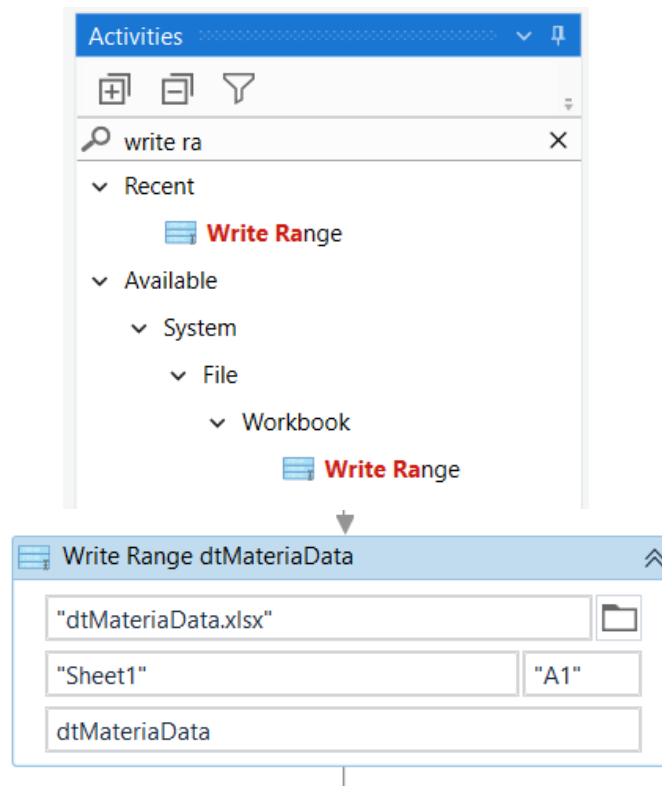 Activities
write ra
Recent
Write Range
Available
System
File
Workbook
Write Range
Write Range dtMateriaData
"dtMateriaData.xlsx"
"Sheet1" "A1"
dtMateriaData